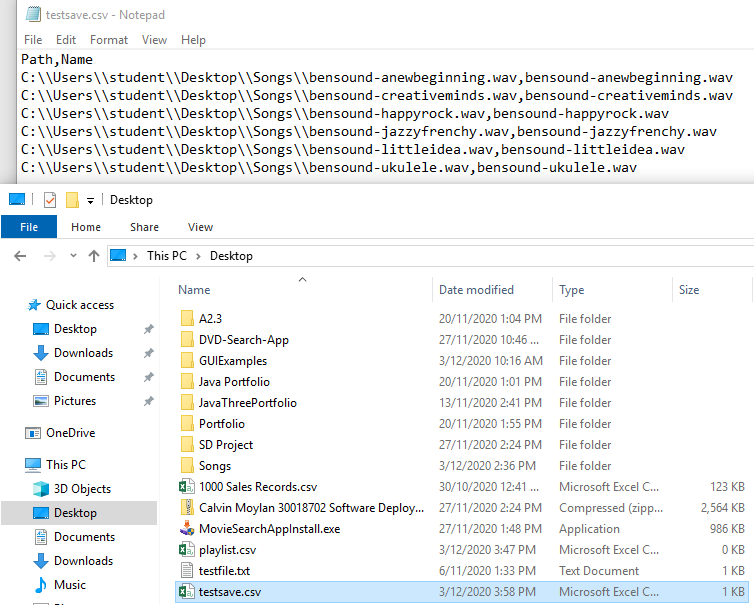 testsave.csv - Notepad
File Edit Format View Help
Path,Name
C:\\Users\\student\\Desktop\\Songs\\bensound-anewbeginning.wav,bensound-anewbeginning.wav
C:\\Users\\student\\Desktop\\Songs\\bensound-creativeminds.wav,bensound-creativeminds.wav
C:\\Users\\student\\Desktop\\Songs\\bensound-happyrock.wav,bensound-happyrock.wav
C:\\Users\\student\\Desktop\\Songs\\bensound-jazzyfrenchy.wav,bensound-jazzyfrenchy.wav
C:\\Users\\student\\Desktop\\Songs\\bensound-littleidea.wav,bensound-littleidea.wav
C:\\Users\\student\\Desktop\\Songs\\bensound-ukulele.wav,bensound-ukulele.wav
Desktop
File Home Share View
This PC > Desktop
Name Date modified Type Size
Quick access
Desktop
Downloads
Documents
Pictures
OneDrive
This PC
3D Objects
Desktop
Documents
Downloads
Music
A2.3 20/11/2020 1:04 PM File folder
DVD-Search-App 27/11/2020 10:46 ... File folder
GUIExamples 3/12/2020 10:16 AM File folder
Java Portfolio 20/11/2020 1:01 PM File folder
JavaThreePortfolio 13/11/2020 2:41 PM File folder
Portfolio 20/11/2020 1:55 PM File folder
SD Project 27/11/2020 2:24 PM File folder
Songs 3/12/2020 2:36 PM File folder
1000 Sales Records.csv 30/10/2020 12:41 ... Microsoft Excel C... 123 KB
Calvin Moylan 30018702 Software Deploy... 27/11/2020 2:24 PM Compressed (zipp... 2,564 KB
MovieSearchAppInstall.exe 27/11/2020 1:48 PM Application 986 KB
playlist.csv 3/12/2020 3:47 PM Microsoft Excel C... 0 KB
testfile.txt 6/11/2020 1:33 PM Text Document 1 KB
testsave.csv 3/12/2020 3:58 PM Microsoft Excel C... 1 KB